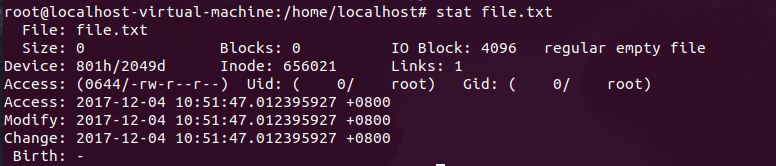 root@localhost-virtual-machine:/home/localhost# stat file.txt
  File: file.txt
  Size: 0               Blocks: 0          IO Block: 4096   regular empty file
Device: 801h/2049d      Inode: 656021      Links: 1
Access: (0644/-rw-r--r--)  Uid: (    0/    root)   Gid: (    0/    root)
Access: 2017-12-04 10:51:47.012395927 +0800
Modify: 2017-12-04 10:51:47.012395927 +0800
Change: 2017-12-04 10:51:47.012395927 +0800
 Birth: -